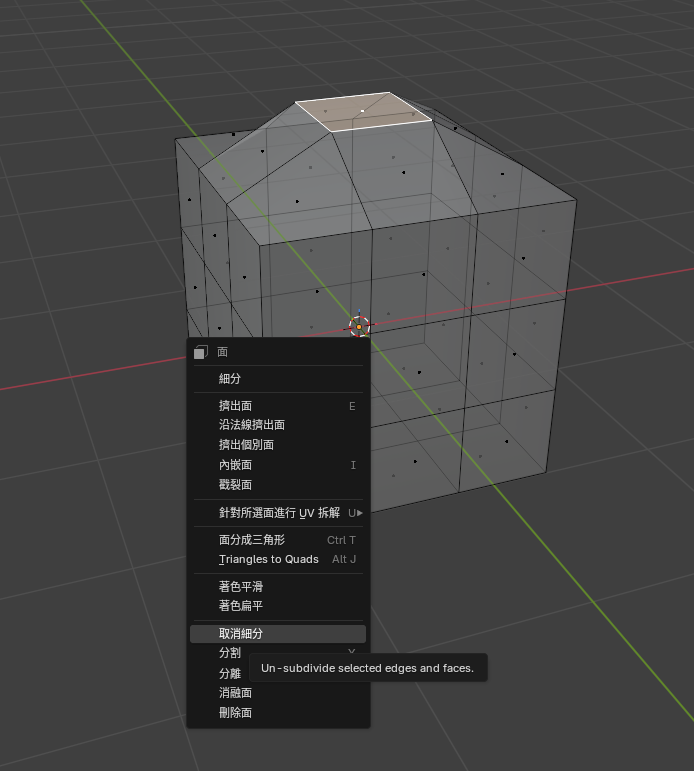 面
細分
擠出面 E
沿法線擠出面
擠出個別面
內嵌面 I
戳裂面
針對所選面進行 UV 拆解 U
面分成三角形 Ctrl T
Triangles to Quads Alt J
著色平滑
著色扁平
取消細分
分割
Un-subdivide selected edges and faces.
分離
消融面
刪除面